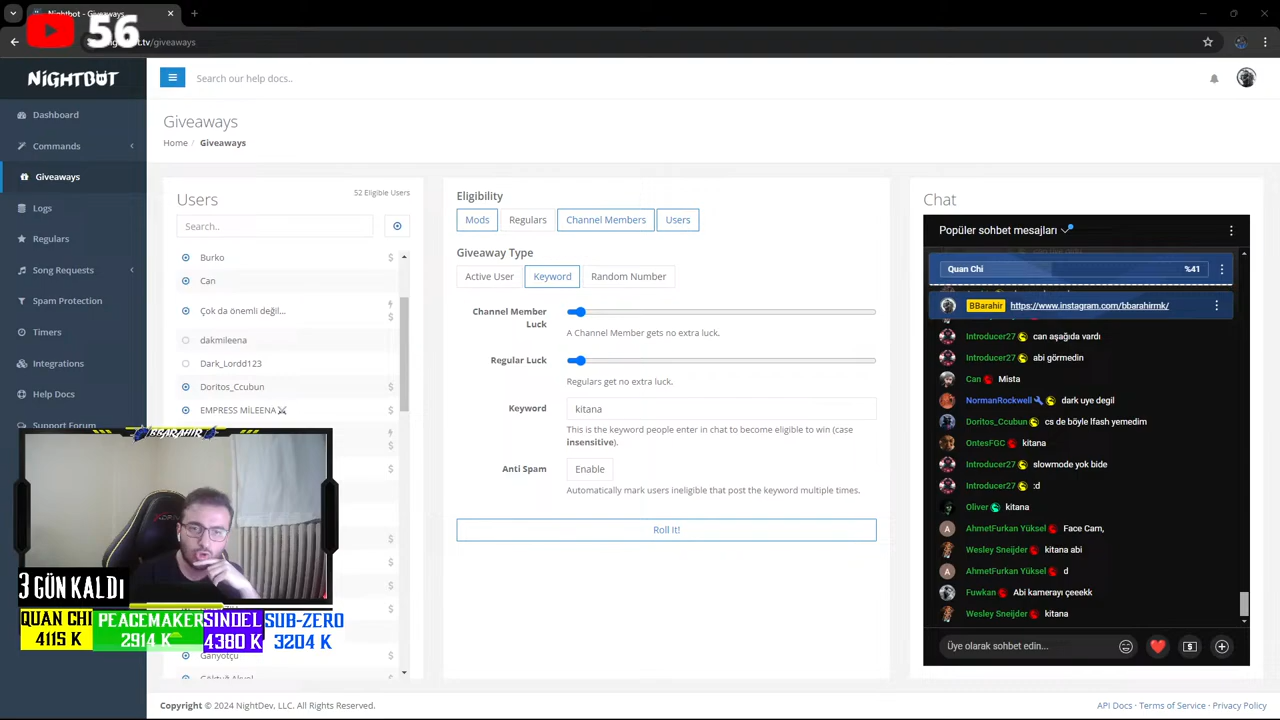 Nightbot - Giveaways
56
nightbot.tv/giveaways
NiGHTBOT
Search our help docs..
Dashboard
Commands
Giveaways
Logs
Regulars
Song Requests
Spam Protection
Timers
Integrations
Help Docs
Support Forum
Giveaways
Home / Giveaways
Users
52 Eligible Users
Search..
Burko
$
Can
Çok da önemli değil...
$
dakmileena
Dark_Lordd123
Doritos_Ccubun
$
EMPRESS MİLEENA⚔
$
Ganyotçu
$
Göktuğ Akyol
Eligibility
Mods
Regulars
Channel Members
Users
Giveaway Type
Active User
Keyword
Random Number
Channel Member Luck
A Channel Member gets no extra luck.
Regular Luck
Regulars get no extra luck.
Keyword
kitana
This is the keyword people enter in chat to become eligible to win (case insensitive).
Anti Spam
Enable
Automatically mark users ineligible that post the keyword multiple times.
Roll It!
Chat
Popüler sohbet mesajları
Quan Chi
%41
BBarahir https://www.instagram.com/bbarahirmk/
Introducer27 can aşağıda vardı
Introducer27 abi görmedin
Can Mista
NormanRockwell dark uye degil
Doritos_Ccubun cs de böyle lfash yemedim
OntesFGC kitana
Introducer27 slowmode yok bide
Introducer27 :d
Oliver kitana
A AhmetFurkan Yüksel Face Cam,
Wesley Sneijder kitana abi
A AhmetFurkan Yüksel d
Fuwkan Abi kamerayı çeeekk
Wesley Sneijder kitana
Üye olarak sohbet edin...
BBARAHIR
3 GÜN KALDI
QUAN CHI
4115 K
PEACEMAKER
2914 K
SINDEL
4380 K
SUB-ZERO
3204 K
Copyright © 2024 NightDev, LLC. All Rights Reserved.
API Docs · Terms of Service · Privacy Policy